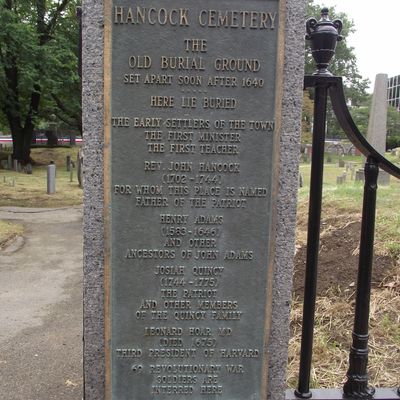 HANCOCK CEMETERY
THE
OLD BURIAL GROUND
SET APART SOON AFTER 1640
HERE LIE BURIED
THE EARLY SETTLERS OF THE TOWN
THE FIRST MINISTER
THE FIRST TEACHER
REV. JOHN HANCOCK
(1702-1744)
FOR WHOM THIS PLACE IS NAMED
FATHER OF THE PATRIOT
HENRY ADAMS
(1583-1646)
AND OTHER
ANCESTORS OF JOHN ADAMS
JOSIAH QUINCY
(1744-1775)
THE PATRIOT
AND OTHER MEMBERS
OF THE QUINCY FAMILY
LEONARD HOAR M.D.
(DIED 1675)
THIRD PRESIDENT OF HARVARD
69 REVOLUTIONARY WAR
SOLDIERS ARE
INTERRED HERE